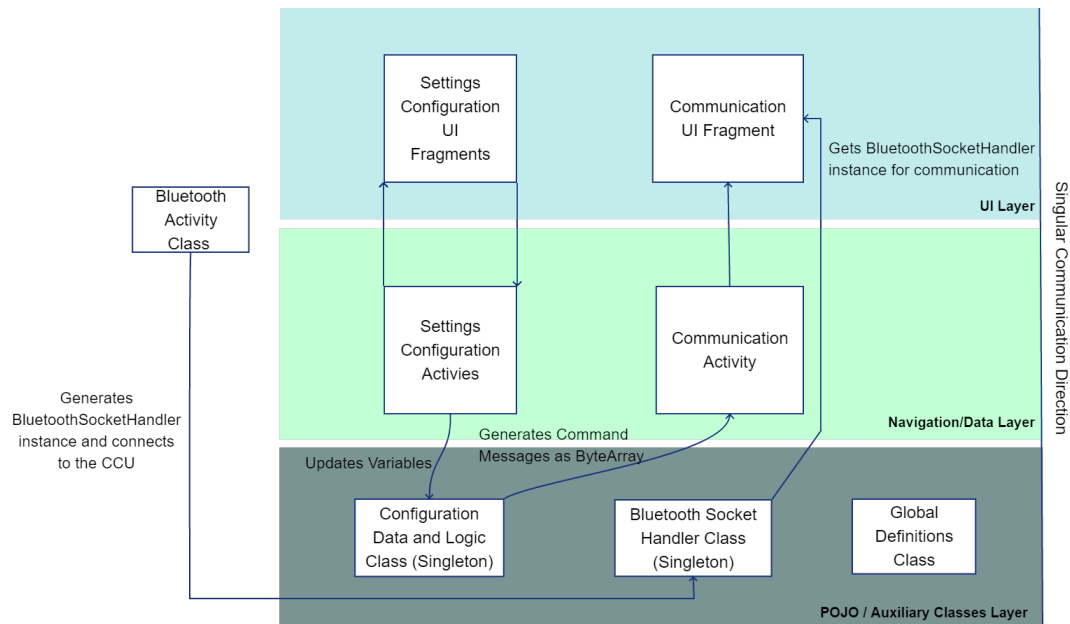 Settings
Configuration
UI
Fragments
Communication
UI Fragment
Gets BluetoothSocketHandler
instance for communication
UI Layer
Bluetooth
Activity
Class
Singular Communication Direction
Settings
Configuration
Activies
Communication
Activity
Generates
BluetoothSocketHandler
instance and connects
to the CCU
Navigation/Data Layer
Generates Command
Messages as ByteArray
Updates Variables
Configuration
Data and Logic
Class (Singleton)
Bluetooth Socket
Handler Class
(Singleton)
Global
Definitions
Class
POJO / Auxiliary Classes Layer